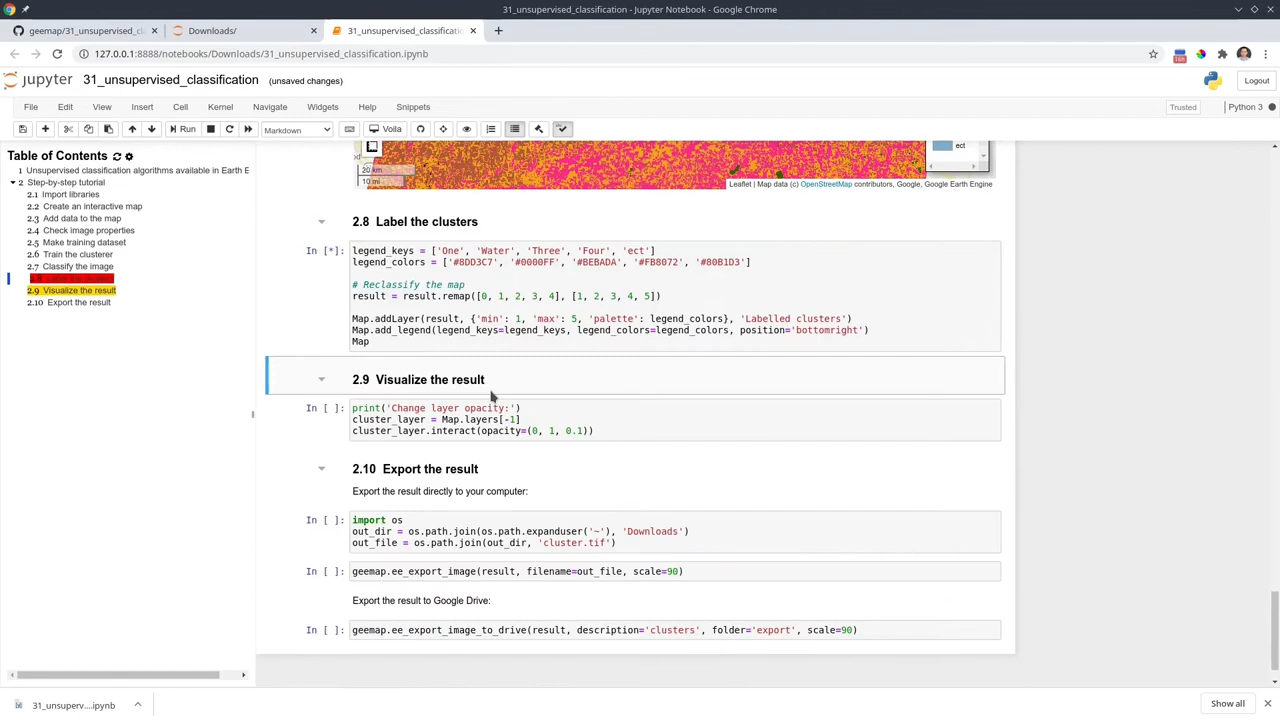 31_unsupervised_classification - Jupyter Notebook - Google Chrome
geemap/31_unsupervised_cl
Downloads/
31_unsupervised_classification
127.0.0.1:8888/notebooks/Downloads/31_unsupervised_classification.ipynb
jupyter 31_unsupervised_classification (unsaved changes)
Logout
File Edit View Insert Cell Kernel Navigate Widgets Help Snippets
Trusted
Python 3
Run
Markdown
Voila
Table of Contents
1 Unsupervised classification algorithms available in Earth E
2 Step-by-step tutorial
2.1 Import libraries
2.2 Create an interactive map
2.3 Add data to the map
2.4 Check image properties
2.5 Make training dataset
2.6 Train the clusterer
2.7 Classify the image
2.9 Visualize the result
2.10 Export the result
ect
20 km
10 mi
Leaflet | Map data (c) OpenStreetMap contributors, Google, Google Earth Engine
2.8 Label the clusters
In [*]:
legend_keys = ['One', 'Water', 'Three', 'Four', 'ect']
legend_colors = ['#8DD3C7', '#0000FF', '#BEBADA', '#FB8072', '#80B1D3']
# Reclassify the map
result = result.remap([0, 1, 2, 3, 4], [1, 2, 3, 4, 5])
Map.addLayer(result, {'min': 1, 'max': 5, 'palette': legend_colors}, 'Labelled clusters')
Map.add_legend(legend_keys=legend_keys, legend_colors=legend_colors, position='bottomright')
Map
2.9 Visualize the result
In [ ]:
print('Change layer opacity:')
cluster_layer = Map.layers[-1]
cluster_layer.interact(opacity=(0, 1, 0.1))
2.10 Export the result
Export the result directly to your computer:
In [ ]:
import os
out_dir = os.path.join(os.path.expanduser('~'), 'Downloads')
out_file = os.path.join(out_dir, 'cluster.tif')
In [ ]:
geemap.ee_export_image(result, filename=out_file, scale=90)
Export the result to Google Drive:
In [ ]:
geemap.ee_export_image_to_drive(result, description='clusters', folder='export', scale=90)
31_unsuperv....ipynb
Show all